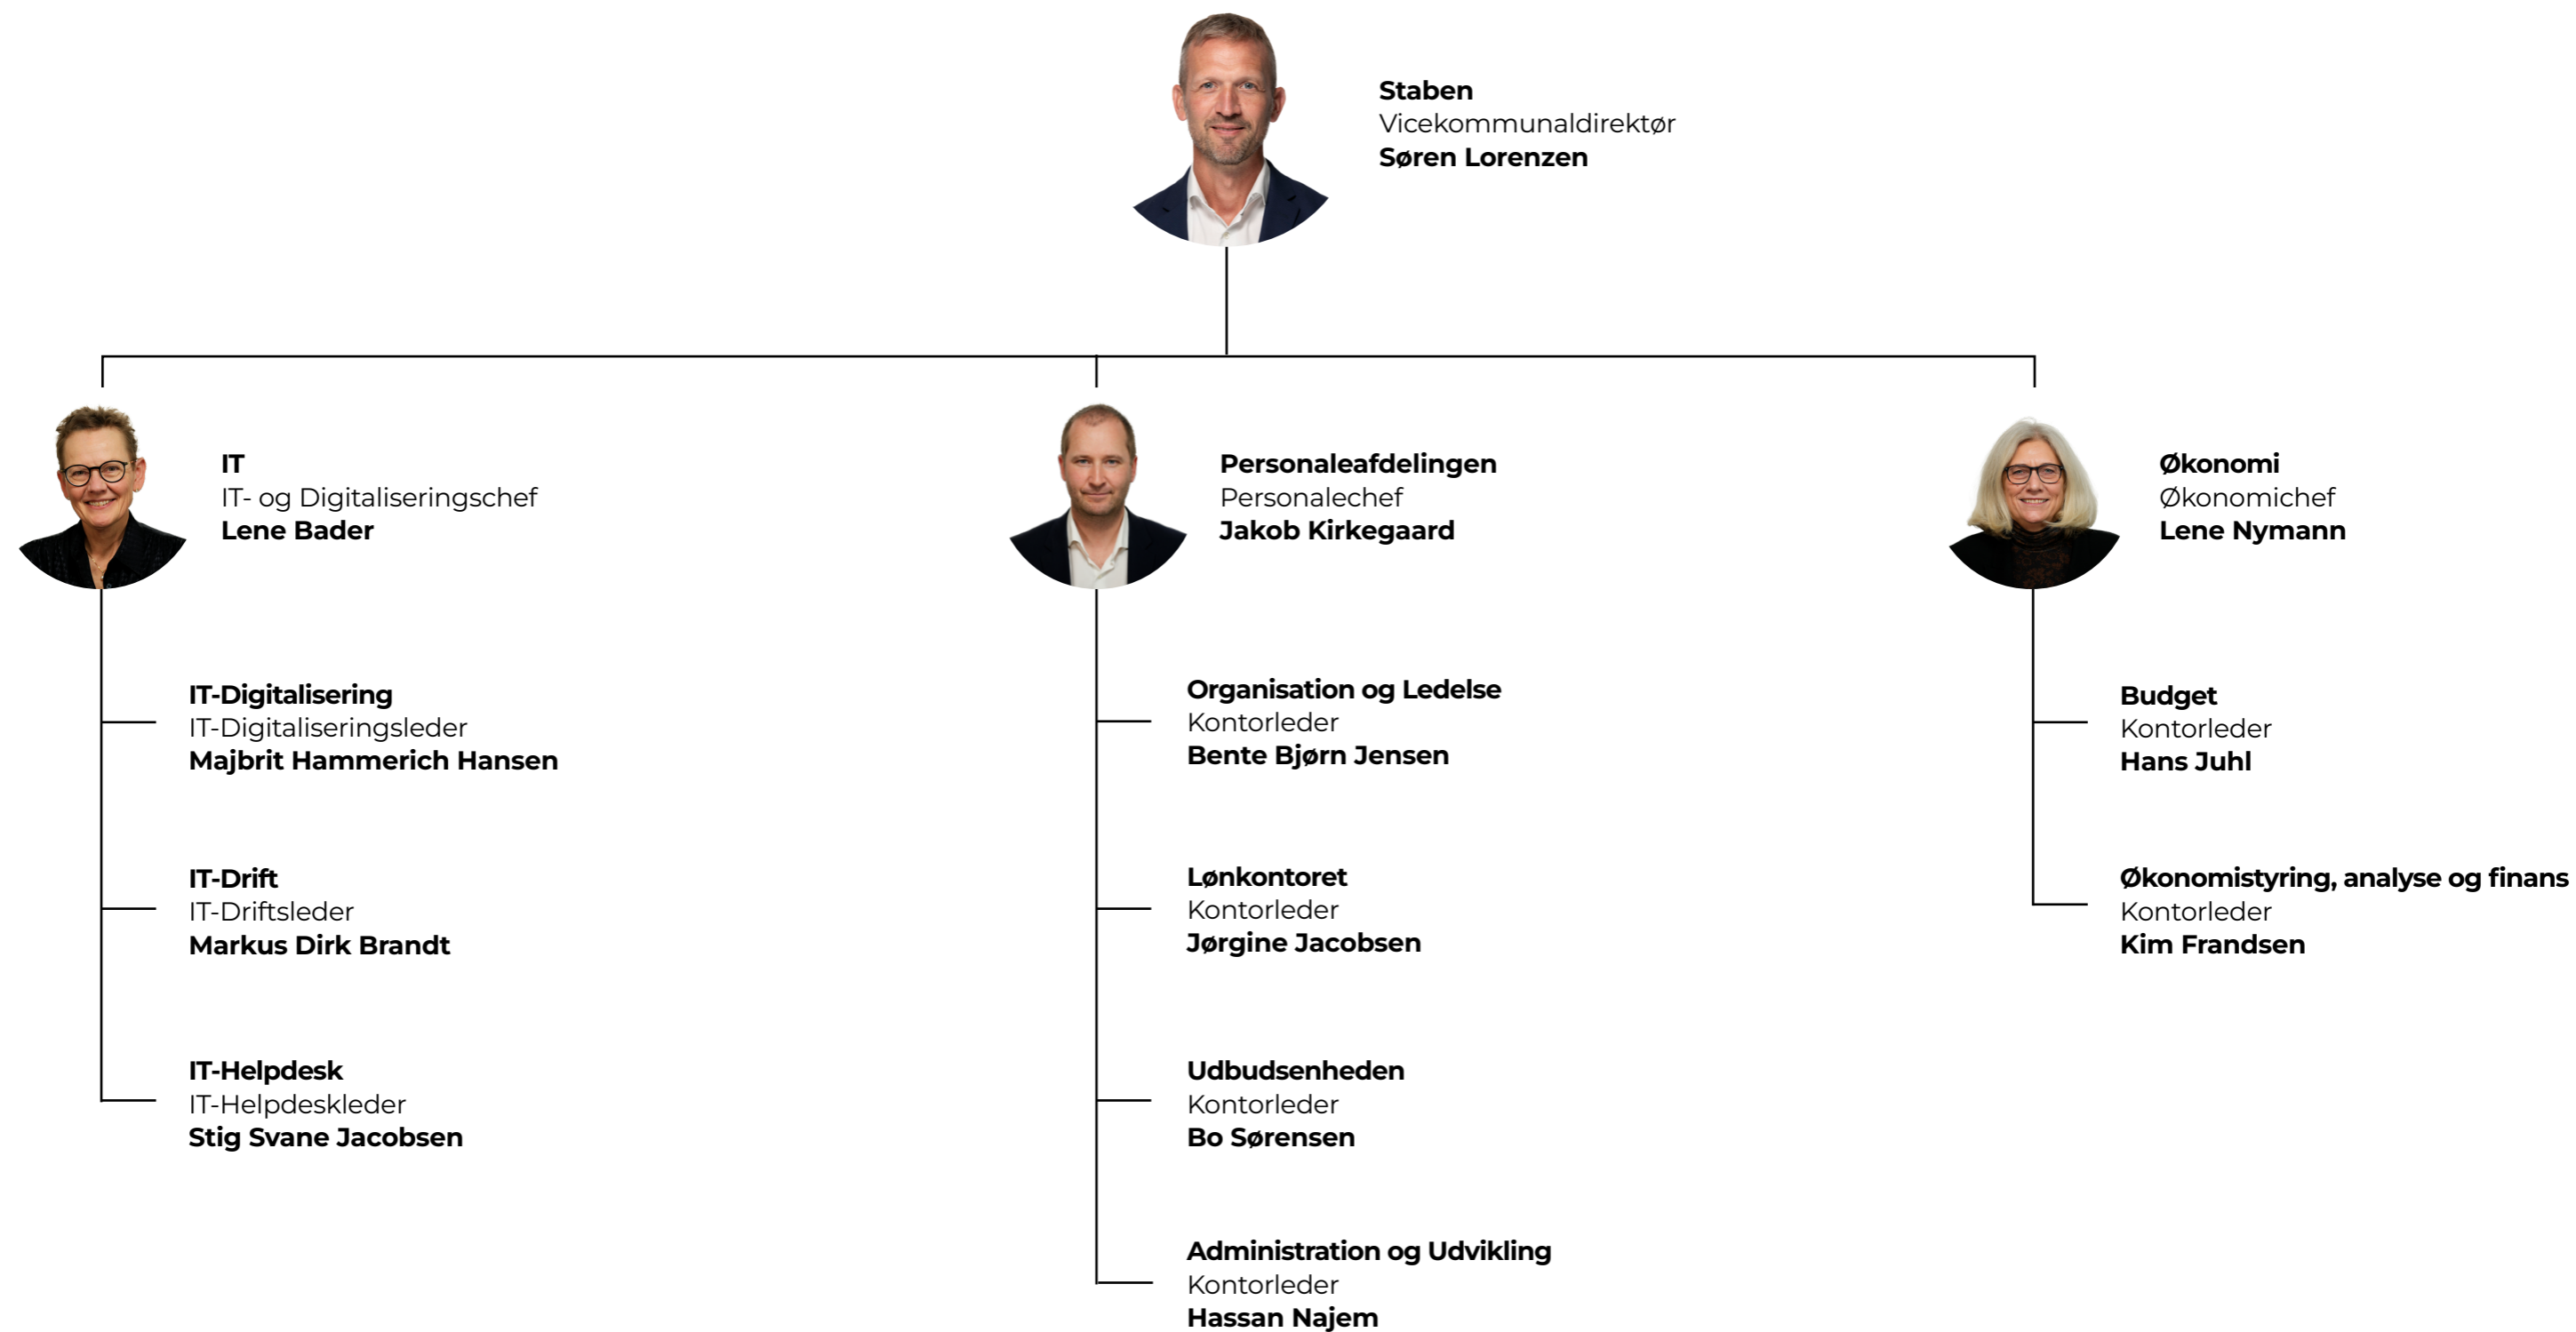 Staben
Vicekommunaldirektør
Søren Lorenzen
IT
IT- og Digitaliseringschef
Lene Bader
Personaleafdelingen
Personalechef
Jakob Kirkegaard
Økonomi
Økonomichef
Lene Nymann
IT-Digitalisering
IT-Digitaliseringsleder
Majbrit Hammerich Hansen
IT-Drift
IT-Driftsleder
Markus Dirk Brandt
IT-Helpdesk
IT-Helpdeskleder
Stig Svane Jacobsen
Organisation og Ledelse
Kontorleder
Bente Bjørn Jensen
Lønkontoret
Kontorleder
Jørgine Jacobsen
Udbudsenheden
Kontorleder
Bo Sørensen
Administration og Udvikling
Kontorleder
Hassan Najem
Budget
Kontorleder
Hans Juhl
Økonomistyring, analyse og finans
Kontorleder
Kim Frandsen